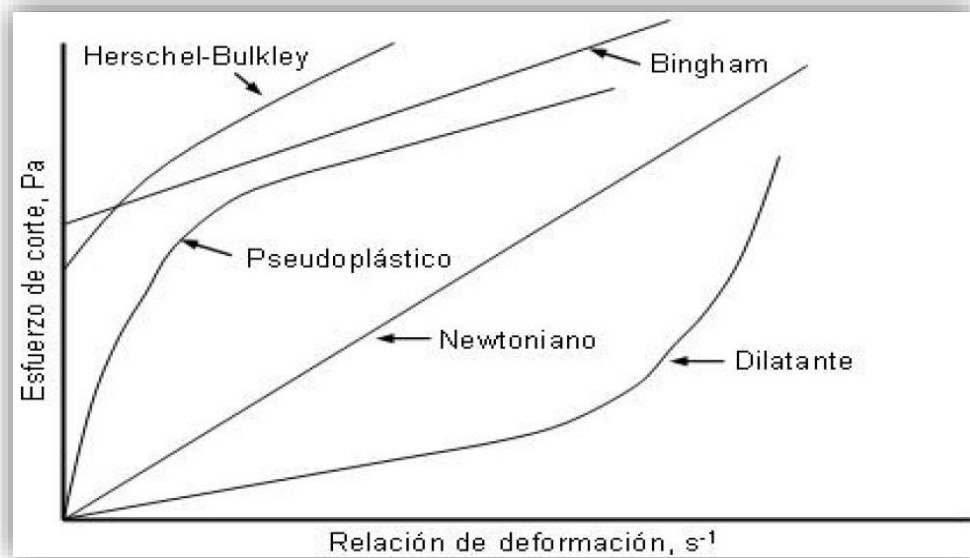 Herschel-Bulkley
Bingham
Pseudoplástico
Newtoniano
Dilatante
Esfuerzo de corte, Pa
Relación de deformación, s⁻¹